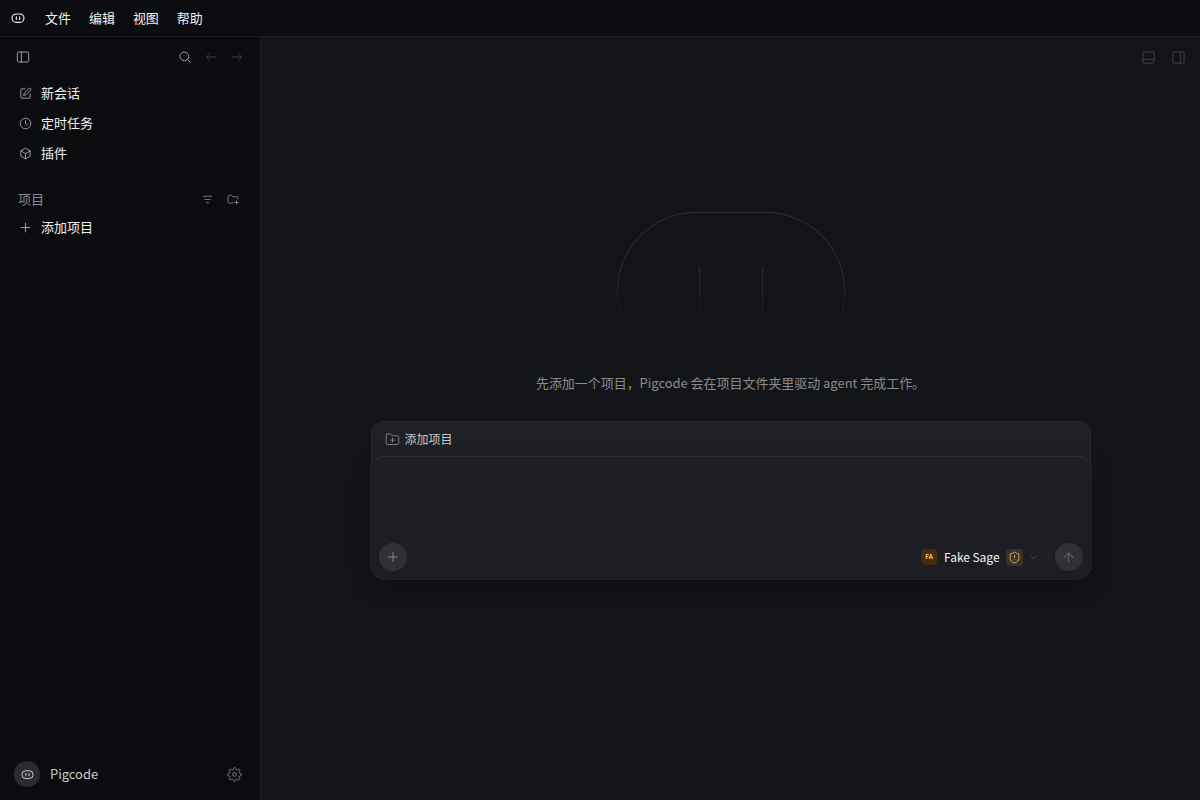 文件 编辑 视图 帮助
新会话
定时任务
插件
项目
添加项目
先添加一个项目，Pigcode 会在项目文件夹里驱动 agent 完成工作。
添加项目
FA Fake Sage
Pigcode